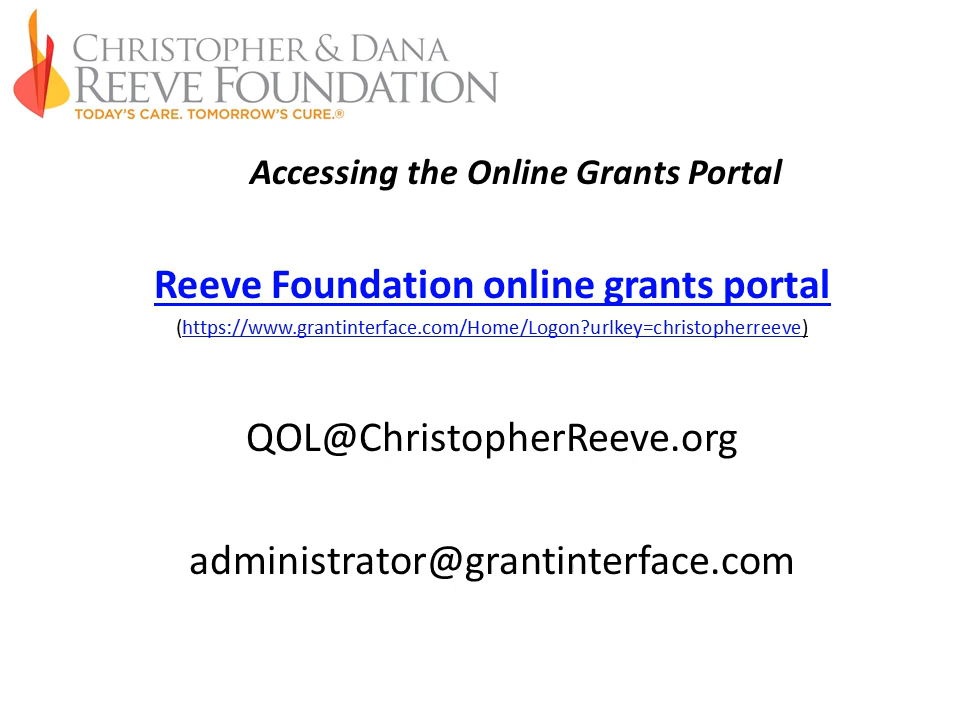 CHRISTOPHER & DANA
REEVE FOUNDATION
TODAY'S CARE. TOMORROW'S CURE.®
Accessing the Online Grants Portal
Reeve Foundation online grants portal
(https://www.grantinterface.com/Home/Logon?urlkey=christopherreeve)
QOL@ChristopherReeve.org
administrator@grantinterface.com